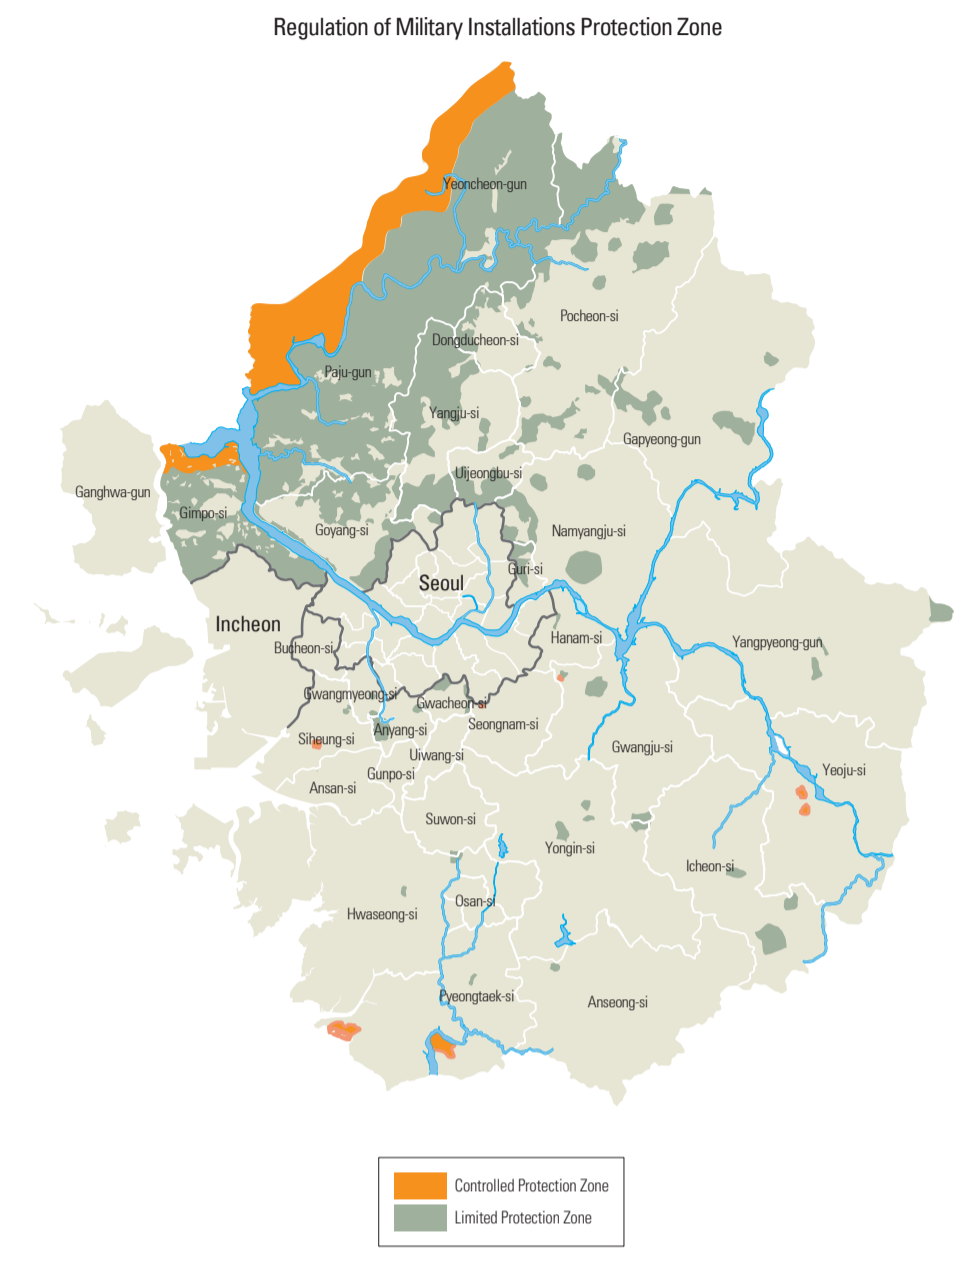 Regulation of Military Installations Protection Zone
Yeoncheon-gun
Pocheon-si
Dongducheon-si
Paju-gun
Yangju-si
Gapyeong-gun
Uijeongbu-si
Ganghwa-gun
Gimpo-si
Goyang-si
Namyangju-si
Guri-si
Seoul
Incheon
Hanam-si
Bucheon-si
Yangpyeong-gun
Gwangmyeong-si
Gwacheon-si
Seongnam-si
Anyang-si
Siheung-si
Gwangju-si
Uiwang-si
Yeoju-si
Gunpo-si
Ansan-si
Suwon-si
Yongin-si
Icheon-si
Osan-si
Hwaseong-si
Pyeongtaek-si
Anseong-si
Controlled Protection Zone
Limited Protection Zone